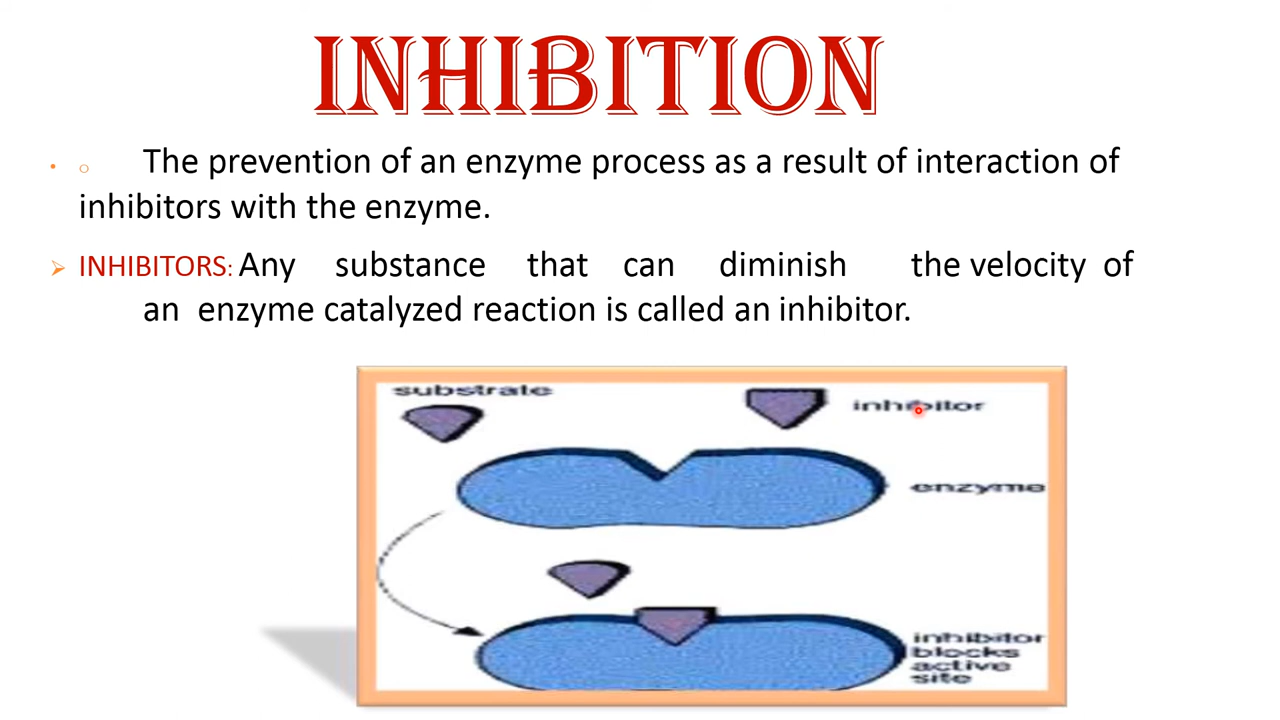 INHIBITION
• o The prevention of an enzyme process as a result of interaction of
inhibitors with the enzyme.
➢ INHIBITORS: Any substance that can diminish the velocity of
an enzyme catalyzed reaction is called an inhibitor.
substrate
inhibitor
enzyme
inhibitor
blocks
active
site